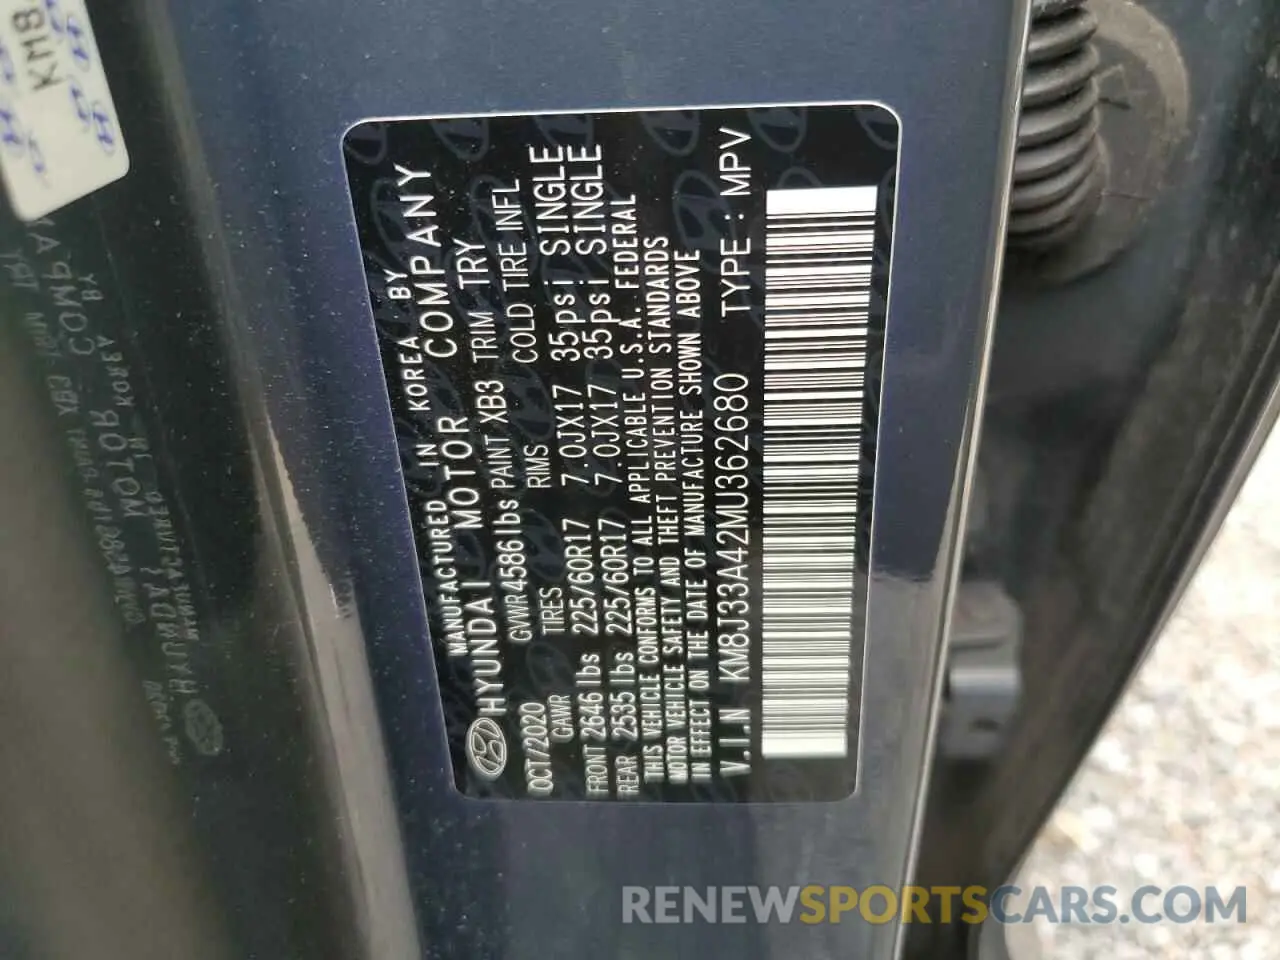 MANUFACTURED IN KOREA BY
HYUNDAI MOTOR COMPANY
OCT/2020 GVWR4586lbs PAINT XB3 TRIM TRY
GAWR TIRES RIMS COLD TIRE INFL
FRONT 2646 lbs 225/60R17 7.0JX17 35psi SINGLE
REAR 2535 lbs 225/60R17 7.0JX17 35psi SINGLE
THIS VEHICLE CONFORMS TO ALL APPLICABLE U.S.A. FEDERAL
MOTOR VEHICLE SAFETY AND THEFT PREVENTION STANDARDS
IN EFFECT ON THE DATE OF MANUFACTURE SHOWN ABOVE
V.I.N KM8J33A42MU362680 TYPE : MPV
KM8
RENEWSPORTSCARS.COM